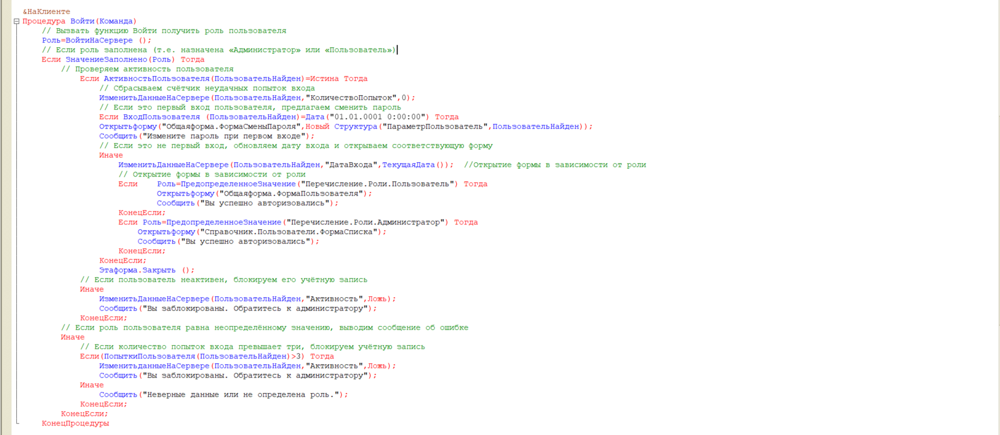 &НаКлиенте
Процедура Войти(Команда)
// Вызвать функцию Войти получить роль пользователя
Роль=ВойтиНаСервере ();
// Если роль заполнена (т.е. назначена «Администратор» или «Пользователь»)
Если ЗначениеЗаполнено(Роль) Тогда
// Проверяем активность пользователя
Если АктивностьПользователя(ПользовательНайден)=Истина Тогда
// Сбрасываем счётчик неудачных попыток входа
ИзменитьДанныеНаСервере(ПользовательНайден,"КоличествоПопыток",0);
// Если это первый вход пользователя, предлагаем сменить пароль
Если ВходПользователя (ПользовательНайден)=Дата("01.01.0001 0:00:00") Тогда
Открытьформу("Общаяформа.ФормаСменыПароля",Новый Структура("ПараметрПользователь",ПользовательНайден));
Сообщить("Измените пароль при первом входе");
// Если это не первый вход, обновляем дату входа и открываем соответствующую форму
Иначе
ИзменитьДанныеНаСервере(ПользовательНайден,"ДатаВхода",ТекущаяДата()); //Открытие формы в зависимости от роли
// Открытие формы в зависимости от роли
Если Роль=ПредопределенноеЗначение("Перечисление.Роли.Пользователь") Тогда
Открытьформу("Общаяформа.ФормаПользователя");
Сообщить("Вы успешно авторизовались");
КонецЕсли;
Если Роль=ПредопределенноеЗначение("Перечисление.Роли.Администратор") Тогда
Открытьформу("Справочник.Пользователи.ФормаСписка");
Сообщить("Вы успешно авторизовались");
КонецЕсли;
КонецЕсли;
Этаформа.Закрыть ();
// Если пользователь неактивен, блокируем его учётную запись
Иначе
ИзменитьДанныеНаСервере(ПользовательНайден,"Активность",Ложь);
Сообщить("Вы заблокированы. Обратитесь к администратору");
КонецЕсли;
// Если роль пользователя равна неопределённому значению, выводим сообщение об ошибке
Иначе
// Если количество попыток входа превышает три, блокируем учётную запись
Если(ПопыткиПользователя(ПользовательНайден)>3) Тогда
ИзменитьданныеНаСервере(ПользовательНайден,"Активность",Ложь);
Сообщить("Вы заблокированы. Обратитесь к администратору");
Иначе
Сообщить("Неверные данные или не определена роль.");
КонецЕсли;
КонецЕсли;
КонецПроцедуры